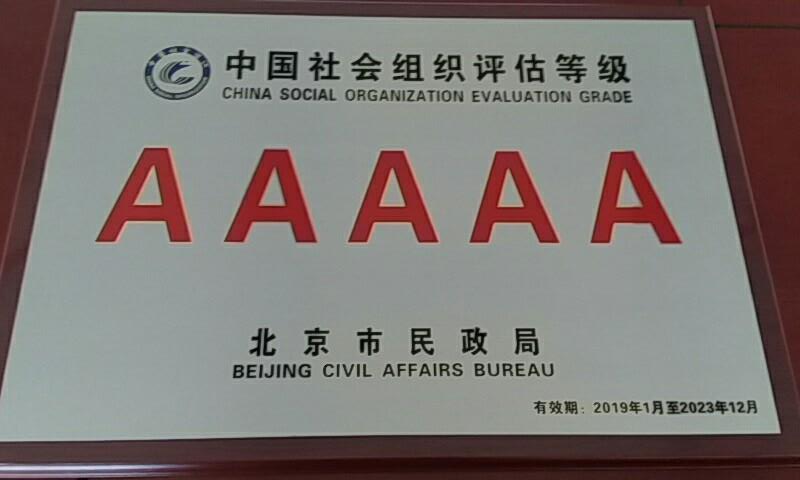 中国社会组织评估等级
CHINA SOCIAL ORGANIZATION EVALUATION GRADE
AAAAA
北京市民政局
BEIJING CIVIL AFFAIRS BUREAU
有效期：2019年1月至2023年12月